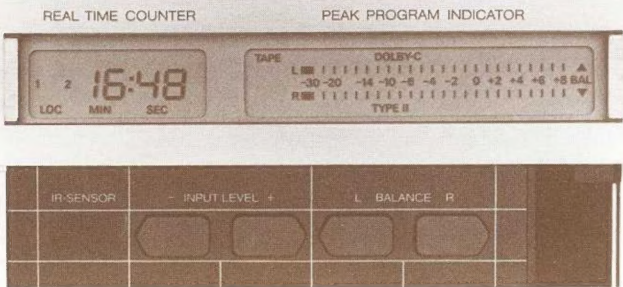 REAL TIME COUNTER PEAK PROGRAM INDICATOR
TAPE DOLBY-C
L
1 2 16:48 -30 -20 -14 -10 -8 -6 -4 -2 0 +2 +4 +6 +8 BAL
R
LOC MIN SEC TYPE II
IR-SENSOR - INPUT LEVEL + L BALANCE R